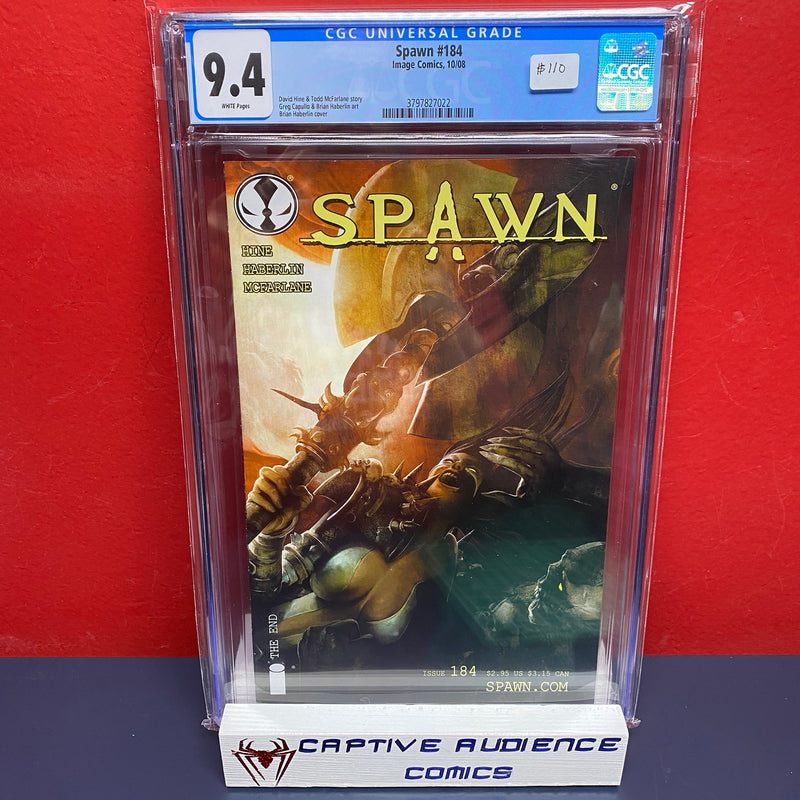 CGC UNIVERSAL GRADE
9.4
WHITE Pages
Spawn #184
Image Comics, 10/08
David Hine & Todd McFarlane story
Greg Capullo & Brian Haberlin art
Brian Haberlin cover
3797827022
$110
CGC
SPAWN
HINE
HABERLIN
MCFARLANE
THE END
ISSUE 184 $2.95 US $3.15 CAN
SPAWN.COM
CAPTIVE AUDIENCE
COMICS